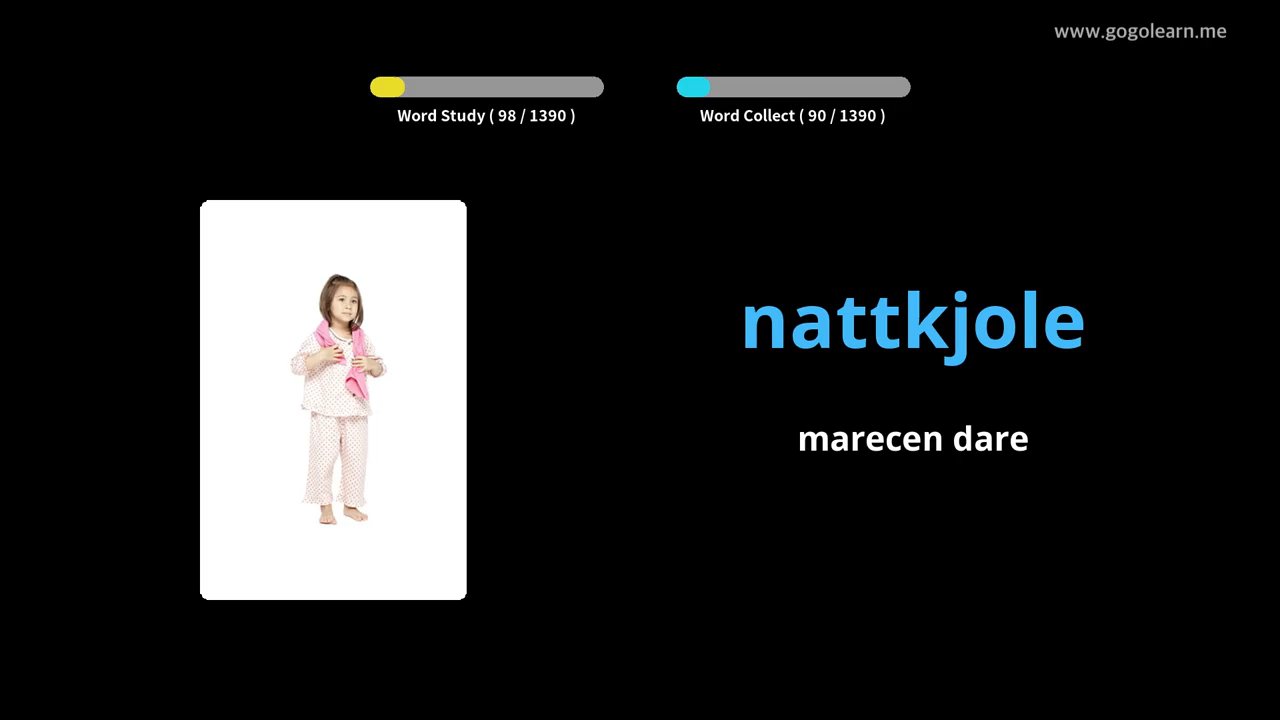 www.gogolearn.me
Word Study ( 98 / 1390 )
Word Collect ( 90 / 1390 )
nattkjole
marecen dare